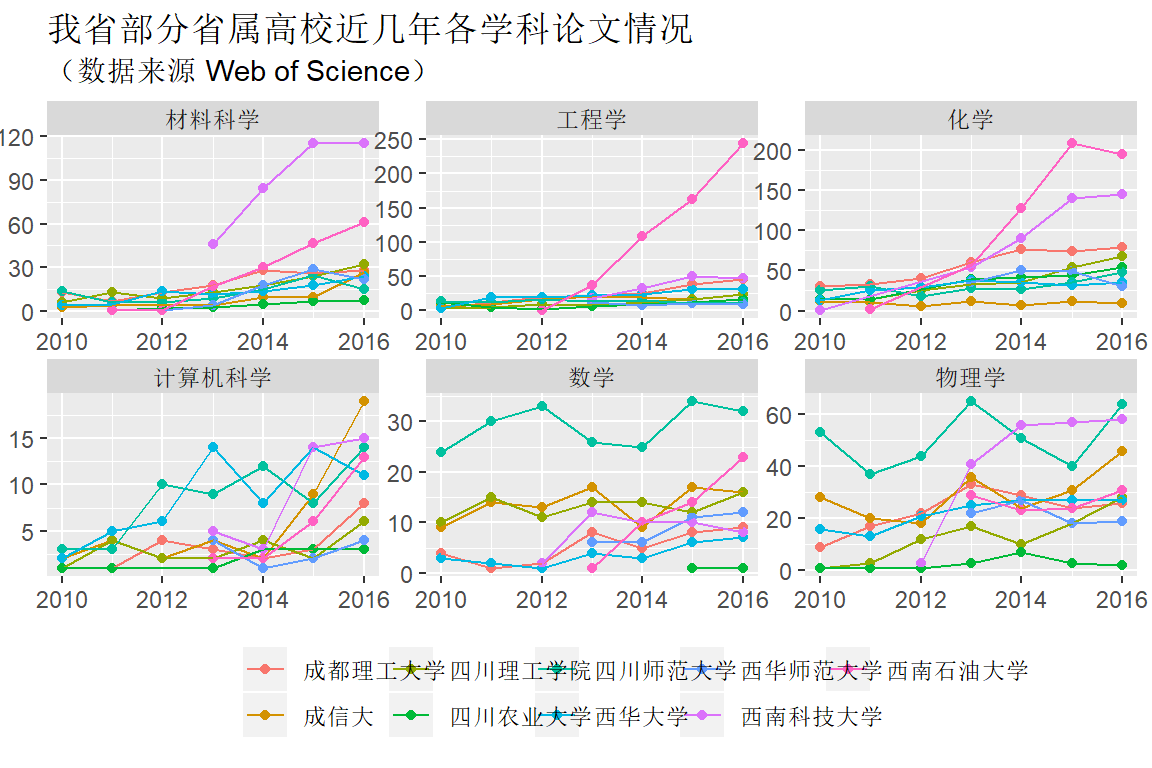 我省部分省属高校近几年各学科论文情况
（数据来源 Web of Science）
材料科学 工程学 化学
120 250 200
90 200 150
60 150 100
30 100 50
0 50 0
0
2010 2012 2014 2016 2010 2012 2014 2016 2010 2012 2014 2016
计算机科学 数学 物理学
15 30 60
10 20 40
5 10 20
0 0
2010 2012 2014 2016 2010 2012 2014 2016 2010 2012 2014 2016
成都理工大学 四川理工学院 四川师范大学 西华师范大学 西南石油大学
成信大 四川农业大学 西华大学 西南科技大学